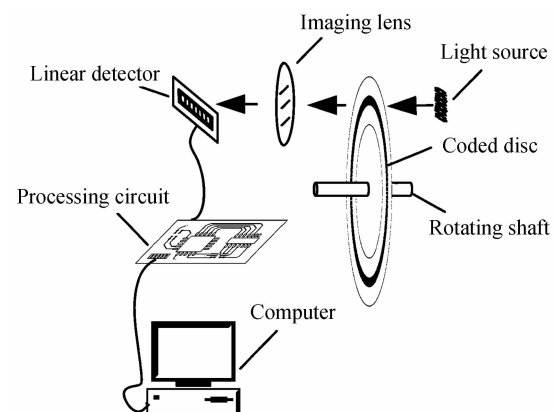 Imaging lens
Light source
Linear detector
Coded disc
Processing circuit
Rotating shaft
Computer